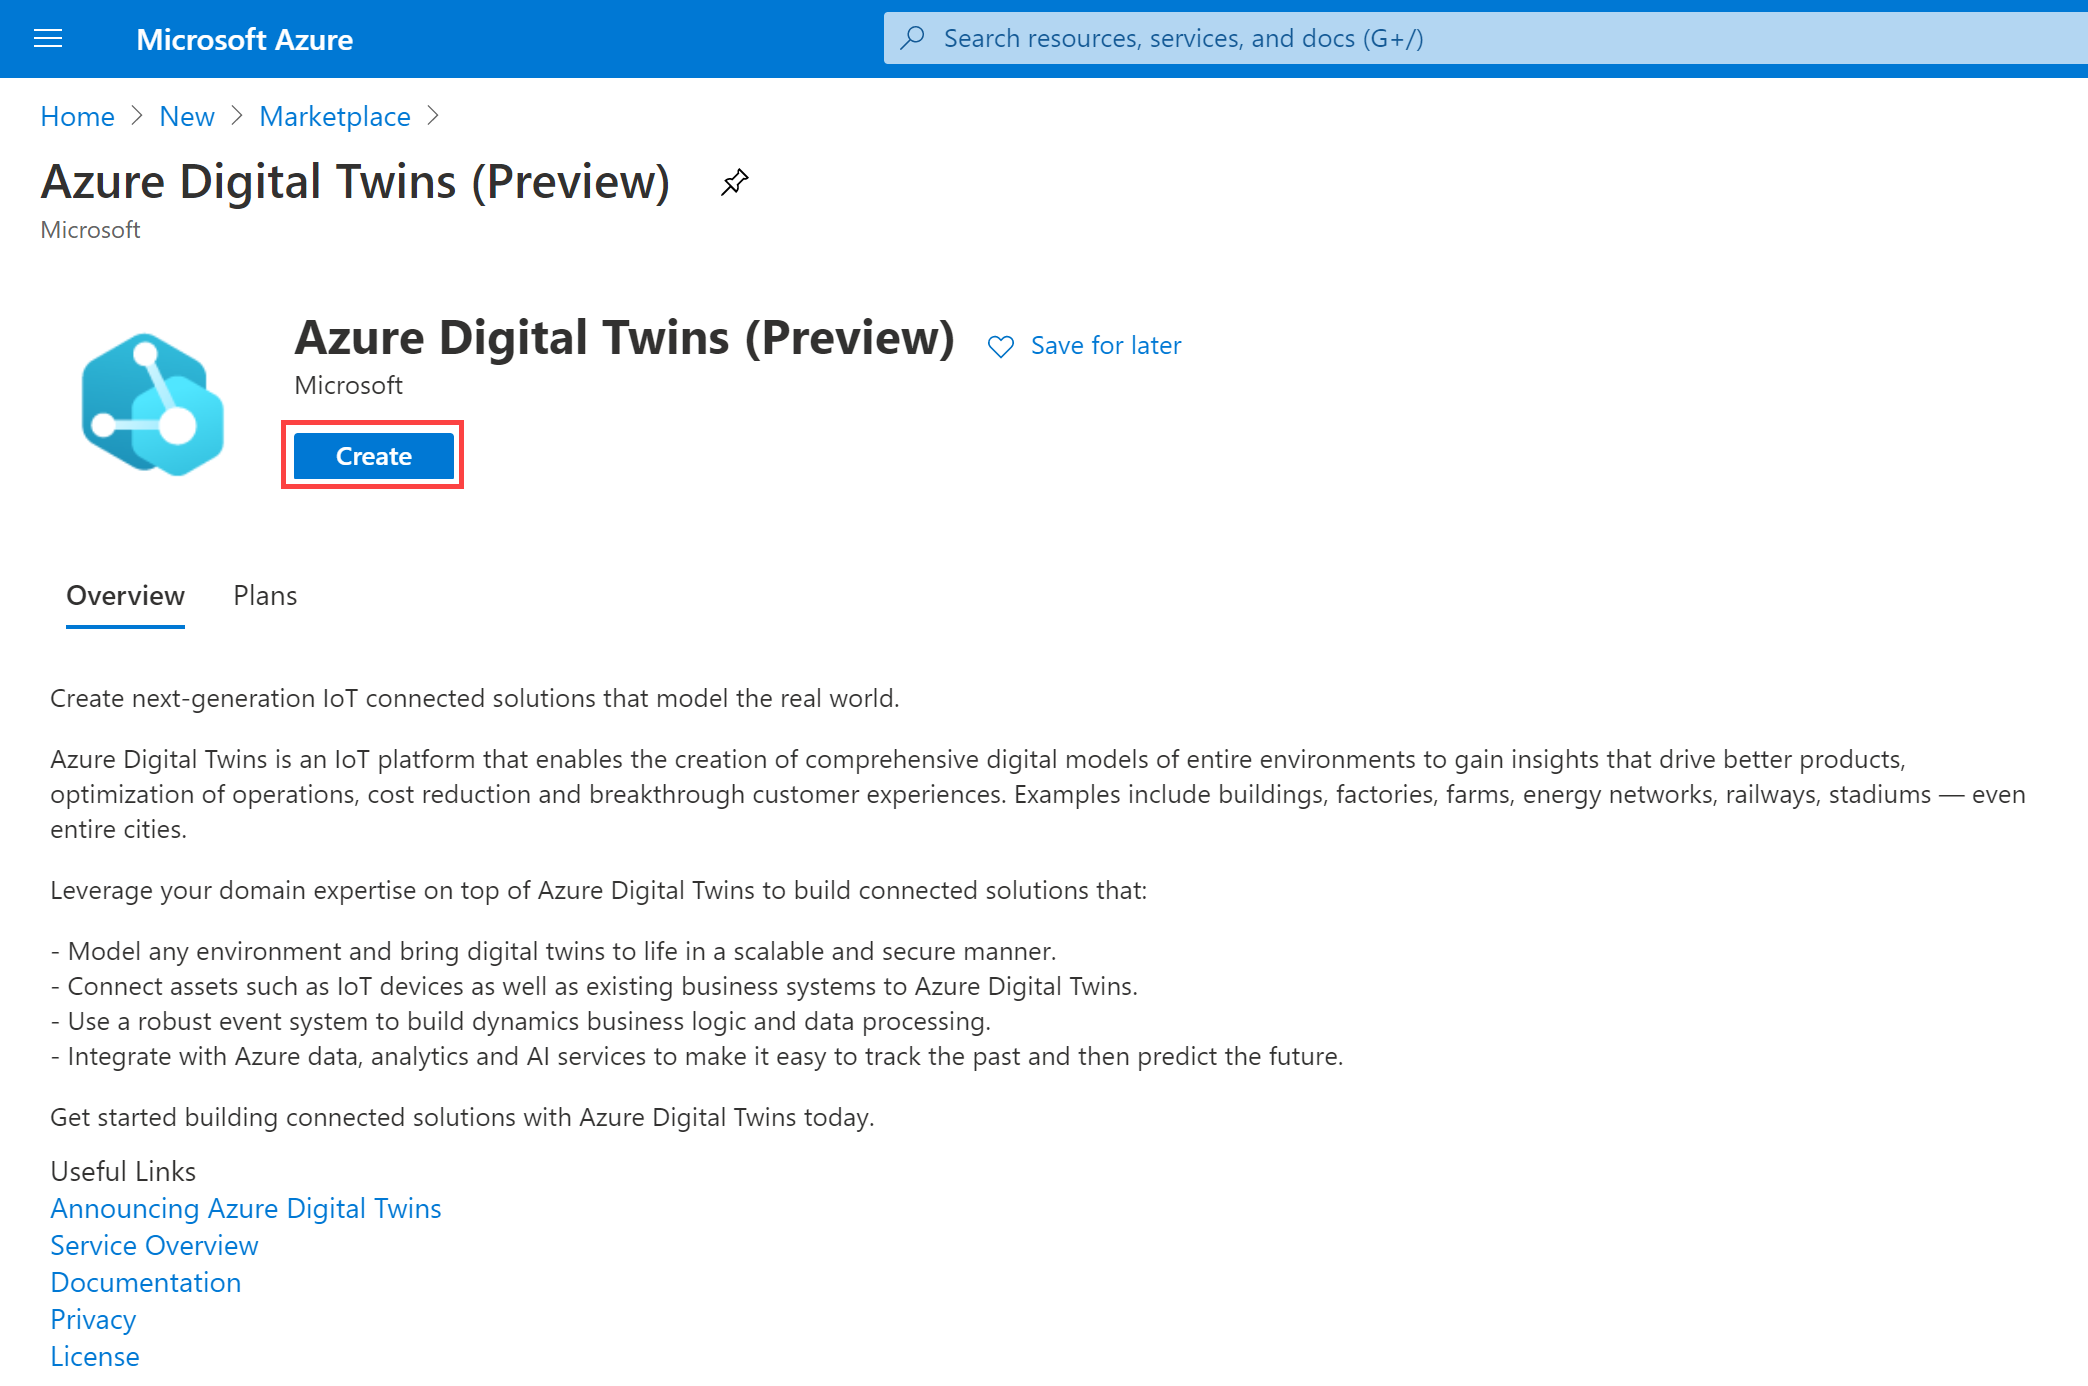 Microsoft Azure
Search resources, services, and docs (G+/)
Home > New > Marketplace >
Azure Digital Twins (Preview)
Microsoft
Azure Digital Twins (Preview)
Save for later
Microsoft
Create
Overview
Plans
Create next-generation IoT connected solutions that model the real world.
Azure Digital Twins is an IoT platform that enables the creation of comprehensive digital models of entire environments to gain insights that drive better products,
optimization of operations, cost reduction and breakthrough customer experiences. Examples include buildings, factories, farms, energy networks, railways, stadiums — even
entire cities.
Leverage your domain expertise on top of Azure Digital Twins to build connected solutions that:
- Model any environment and bring digital twins to life in a scalable and secure manner.
- Connect assets such as IoT devices as well as existing business systems to Azure Digital Twins.
- Use a robust event system to build dynamics business logic and data processing.
- Integrate with Azure data, analytics and AI services to make it easy to track the past and then predict the future.
Get started building connected solutions with Azure Digital Twins today.
Useful Links
Announcing Azure Digital Twins
Service Overview
Documentation
Privacy
License